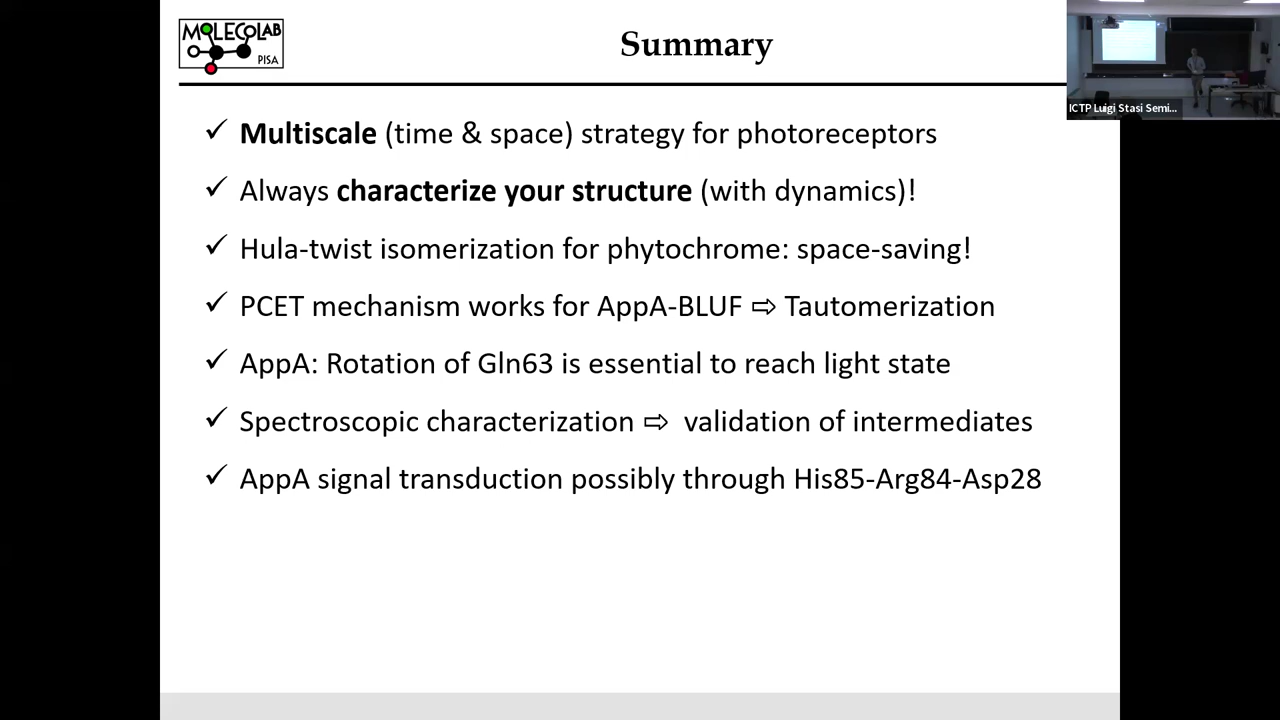 MOLECOLAB
PISA
Summary
ICTP Luigi Stasi Semi...
✓ Multiscale (time & space) strategy for photoreceptors
✓ Always characterize your structure (with dynamics)!
✓ Hula-twist isomerization for phytochrome: space-saving!
✓ PCET mechanism works for AppA-BLUF ⇨ Tautomerization
✓ AppA: Rotation of Gln63 is essential to reach light state
✓ Spectroscopic characterization ⇨ validation of intermediates
✓ AppA signal transduction possibly through His85-Arg84-Asp28